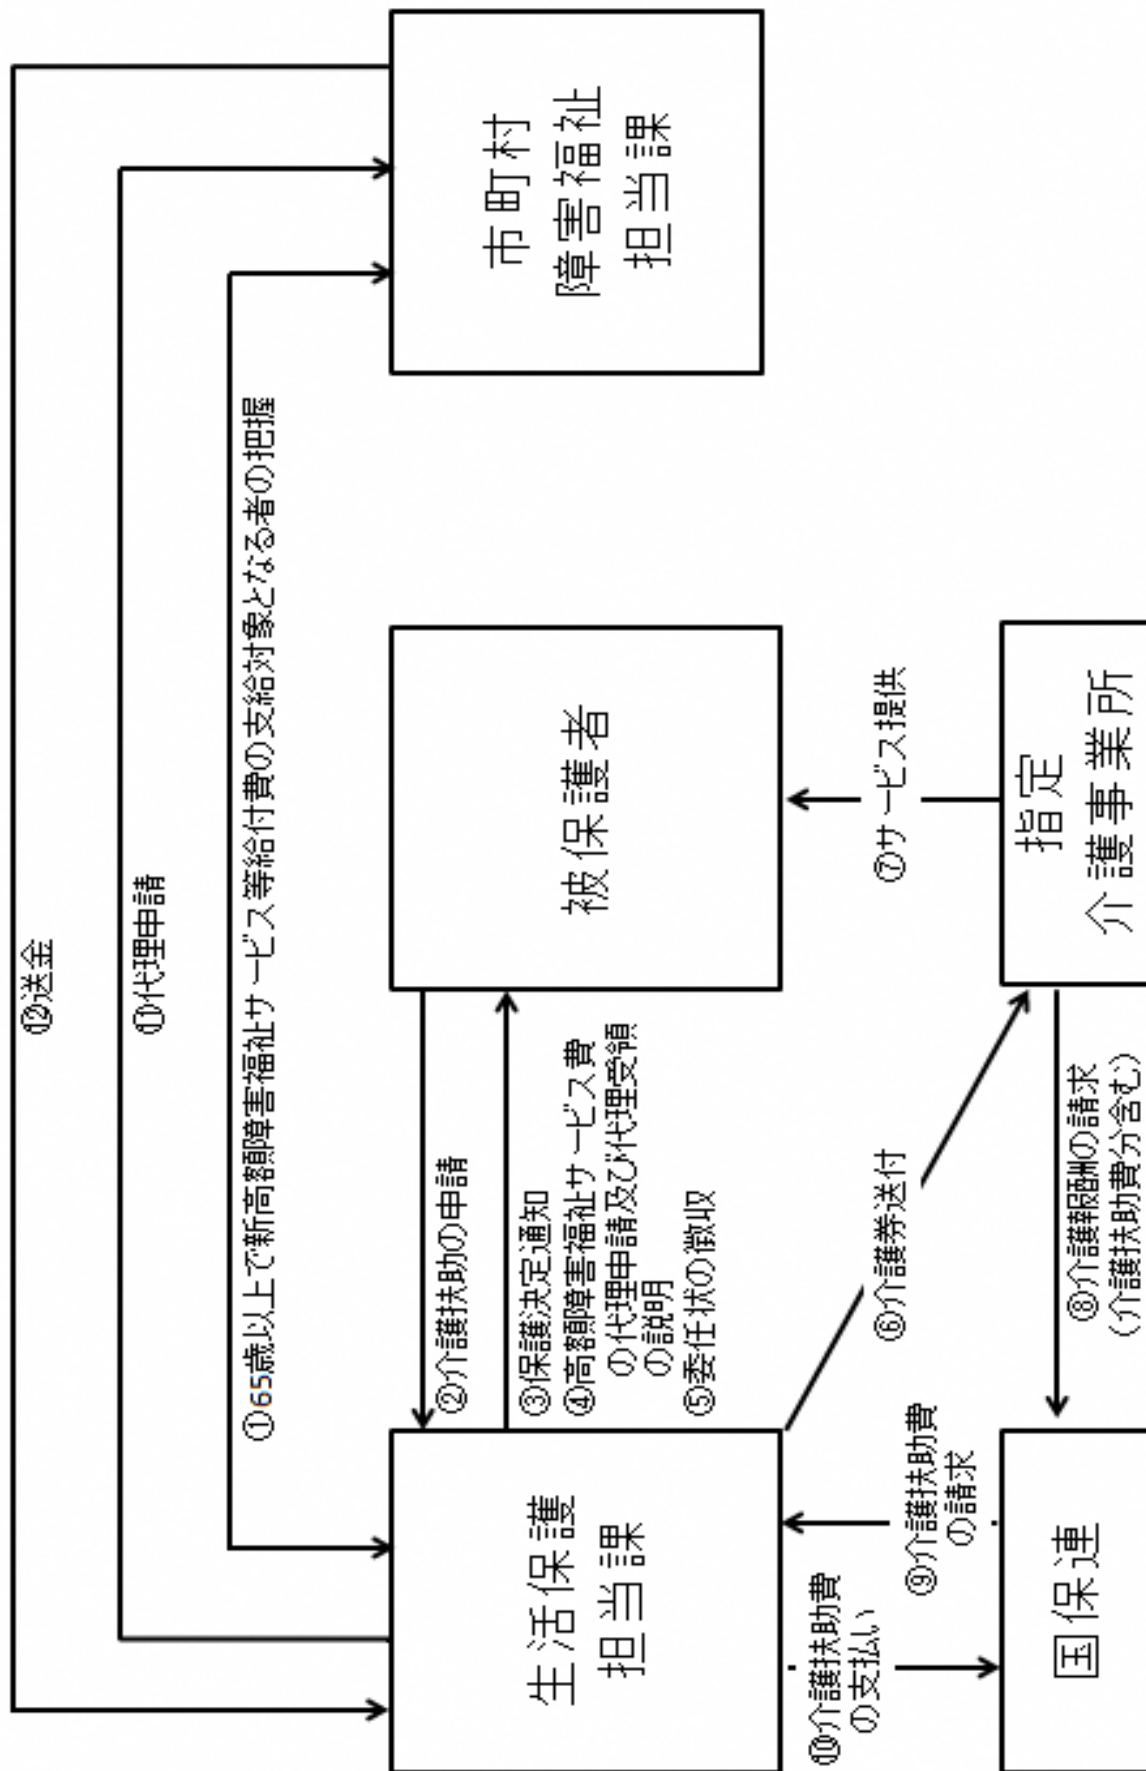 ⑫送金
⑪代理申請
①65歳以上で新高額障害福祉サービス等給付費の支給対象となる者の把握
生活保護
担当課
②介護扶助の申請
③保護決定通知
④高額障害福祉サービス費
の代理申請及び代理受領
の説明
⑤委任状の徴収
被保護者
市町村
障害福祉
担当課
⑩介護扶助費
の支払い
⑨介護扶助費
の請求
⑥介護券送付
⑦サービス提供
国保連
⑧介護報酬の請求
（介護扶助費分含む）
指定
介護事業所